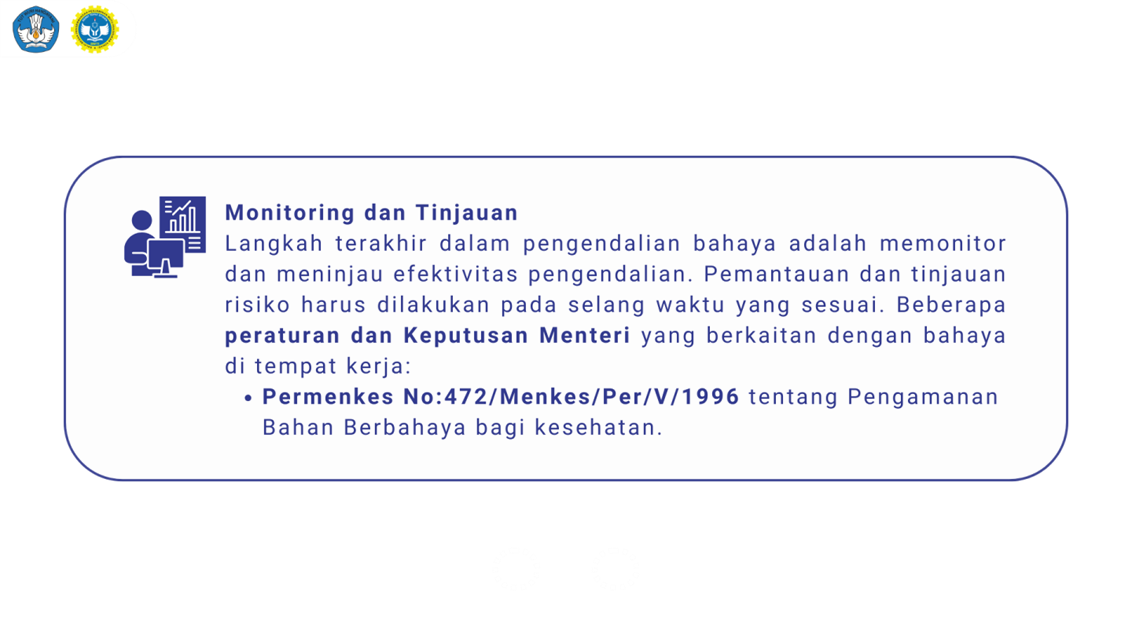 Monitoring dan Tinjauan
Langkah terakhir dalam pengendalian bahaya adalah memonitor
dan meninjau efektivitas pengendalian. Pemantauan dan tinjauan
risiko harus dilakukan pada selang waktu yang sesuai. Beberapa
peraturan dan Keputusan Menteri yang berkaitan dengan bahaya
di tempat kerja:
• Permenkes No:472/Menkes/Per/V/1996 tentang Pengamanan
Bahan Berbahaya bagi kesehatan.